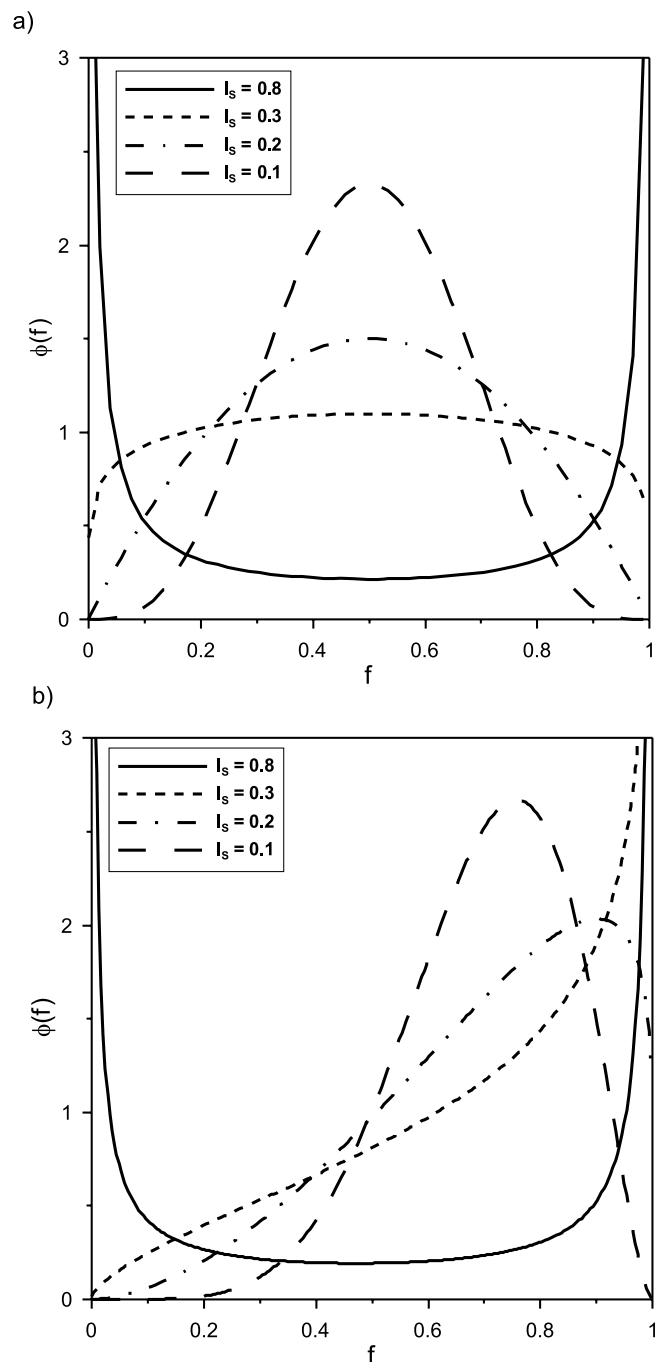 a)
3
2
1
0
ϕ(f)
I_S = 0.8
I_S = 0.3
I_S = 0.2
I_S = 0.1
0 0.2 0.4 0.6 0.8 1
f
b)
3
2
1
0
ϕ(f)
I_S = 0.8
I_S = 0.3
I_S = 0.2
I_S = 0.1
0 0.2 0.4 0.6 0.8 1
f